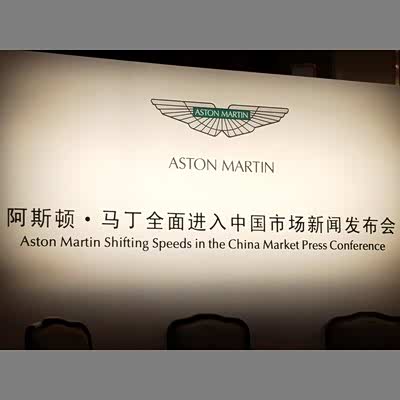 ASTON MARTIN
ASTON MARTIN
阿斯顿·马丁全面进入中国市场新闻发布会
Aston Martin Shifting Speeds in the China Market Press Conference